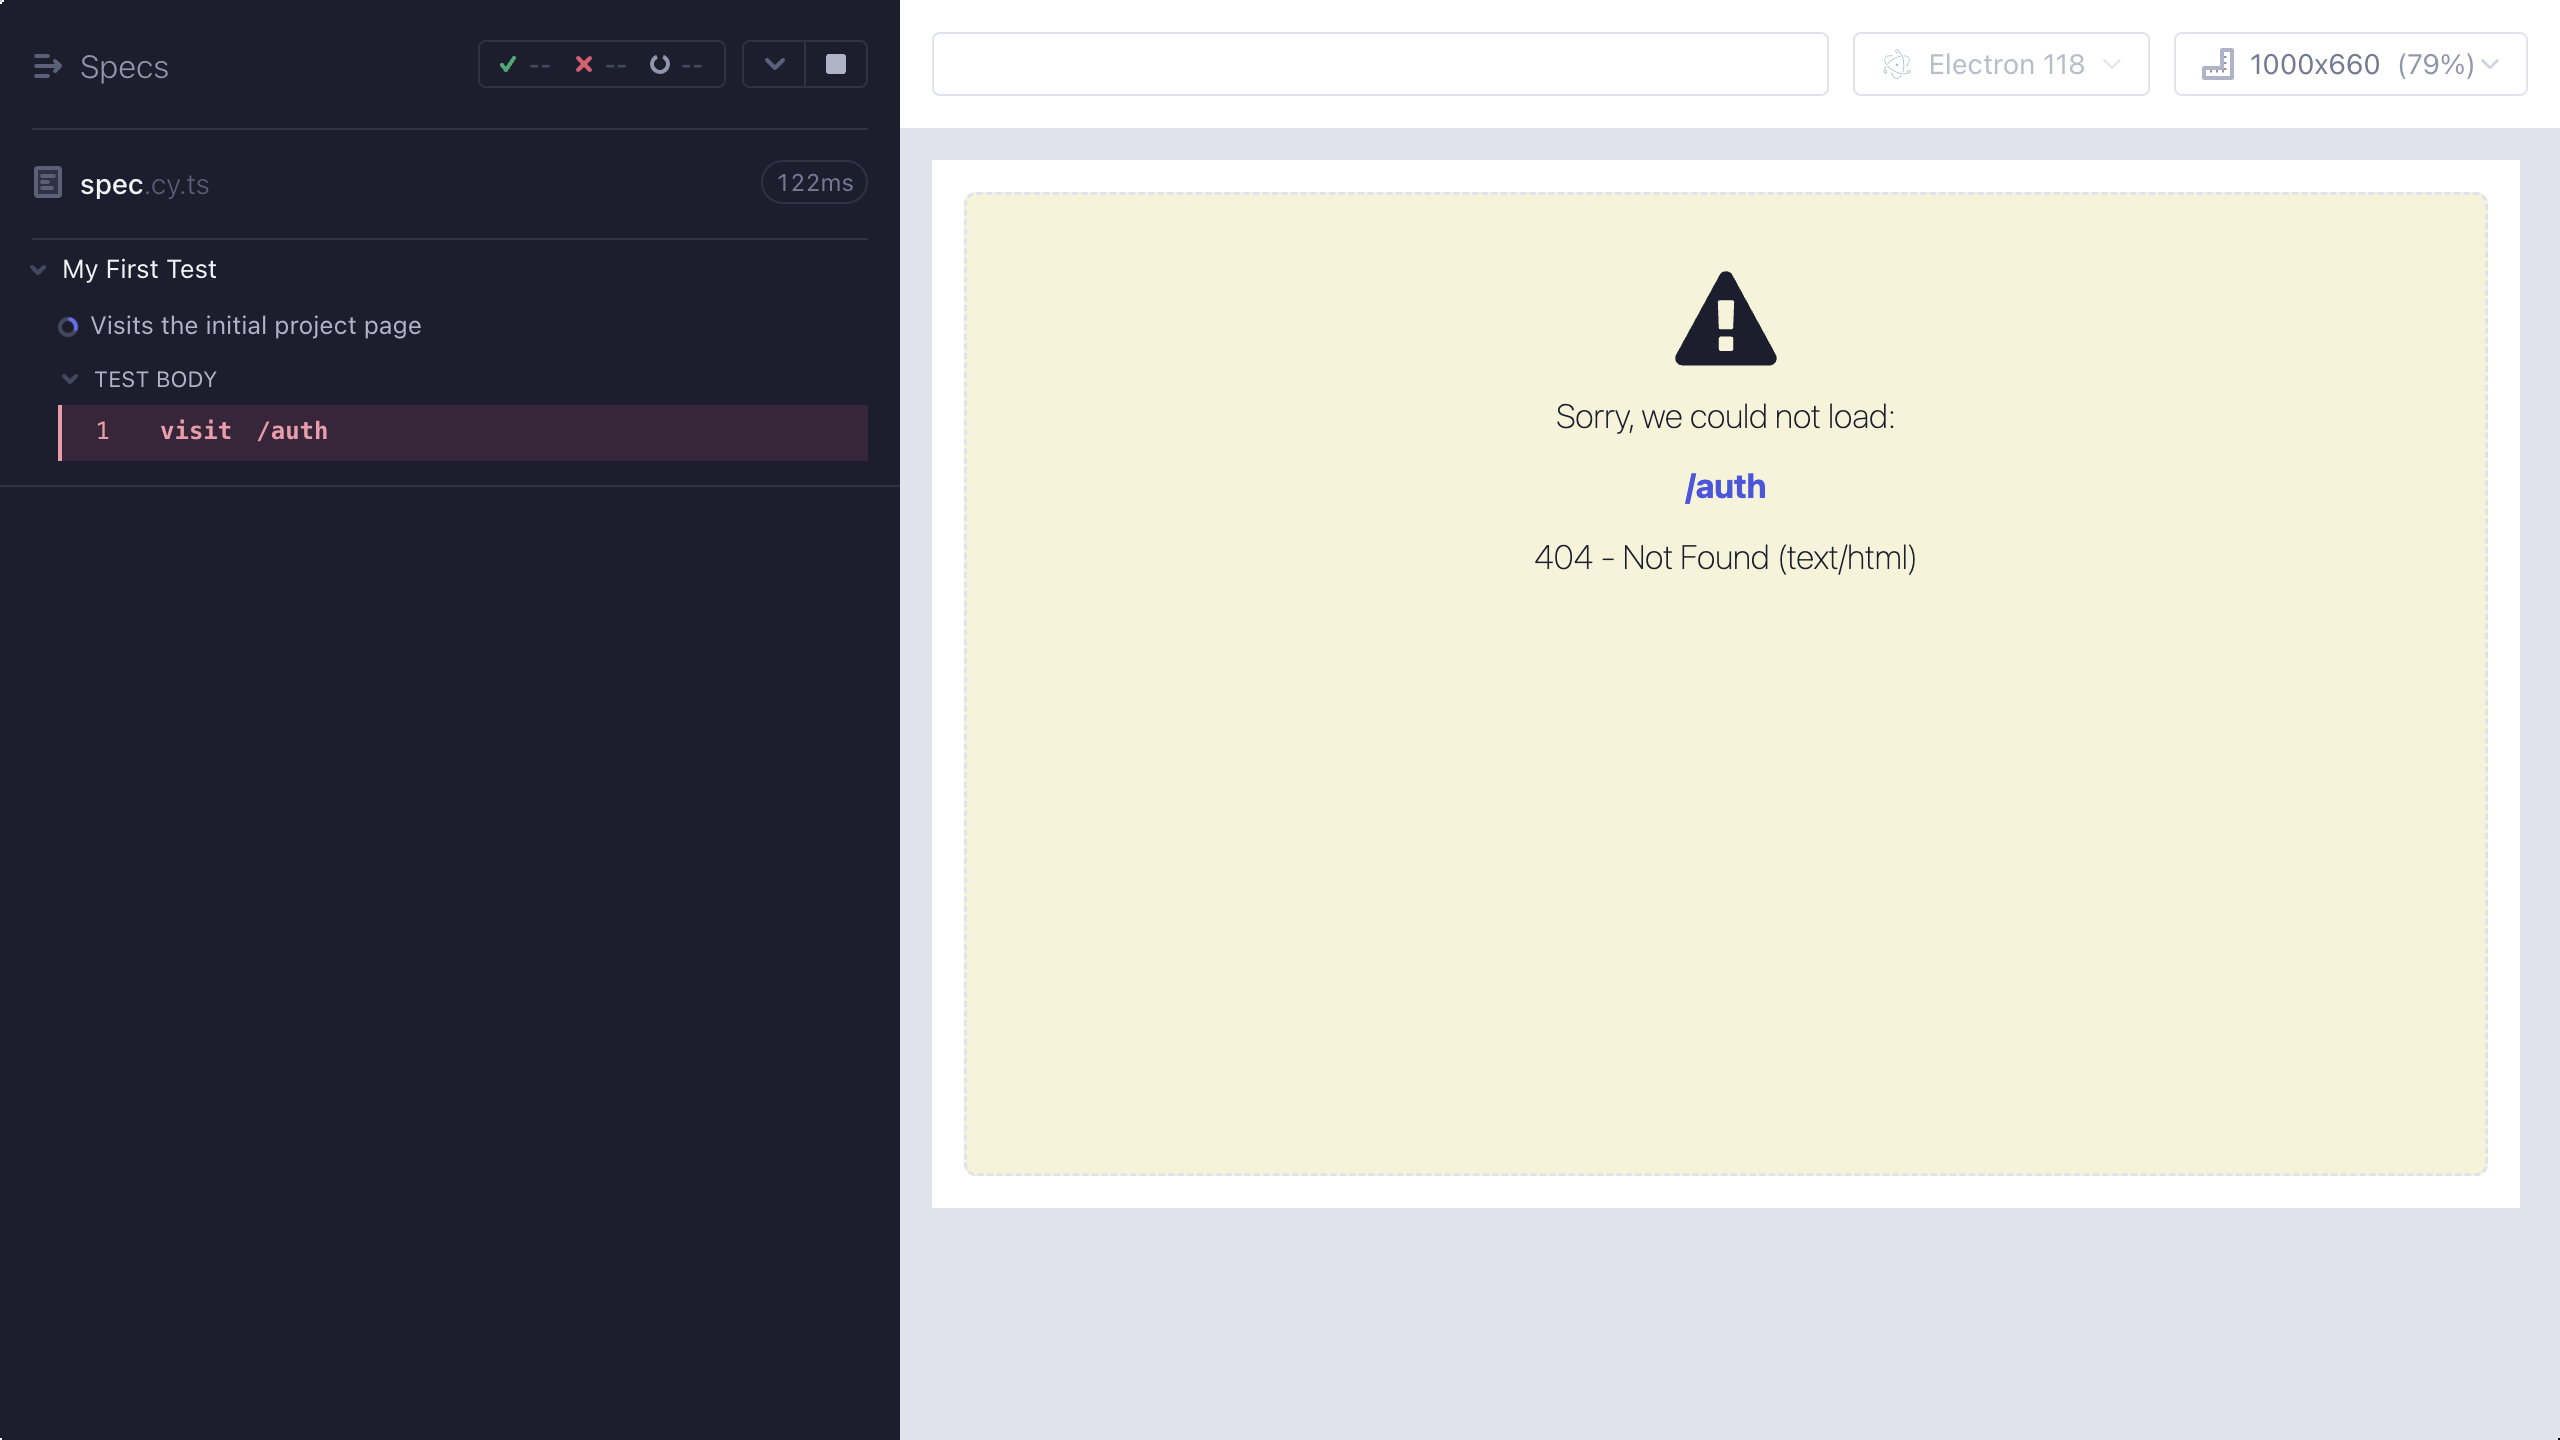 Specs
-- -- --
spec.cy.ts
122ms
My First Test
Visits the initial project page
TEST BODY
1 visit /auth
Electron 118
1000x660 (79%)
Sorry, we could not load:
/auth
404 - Not Found (text/html)